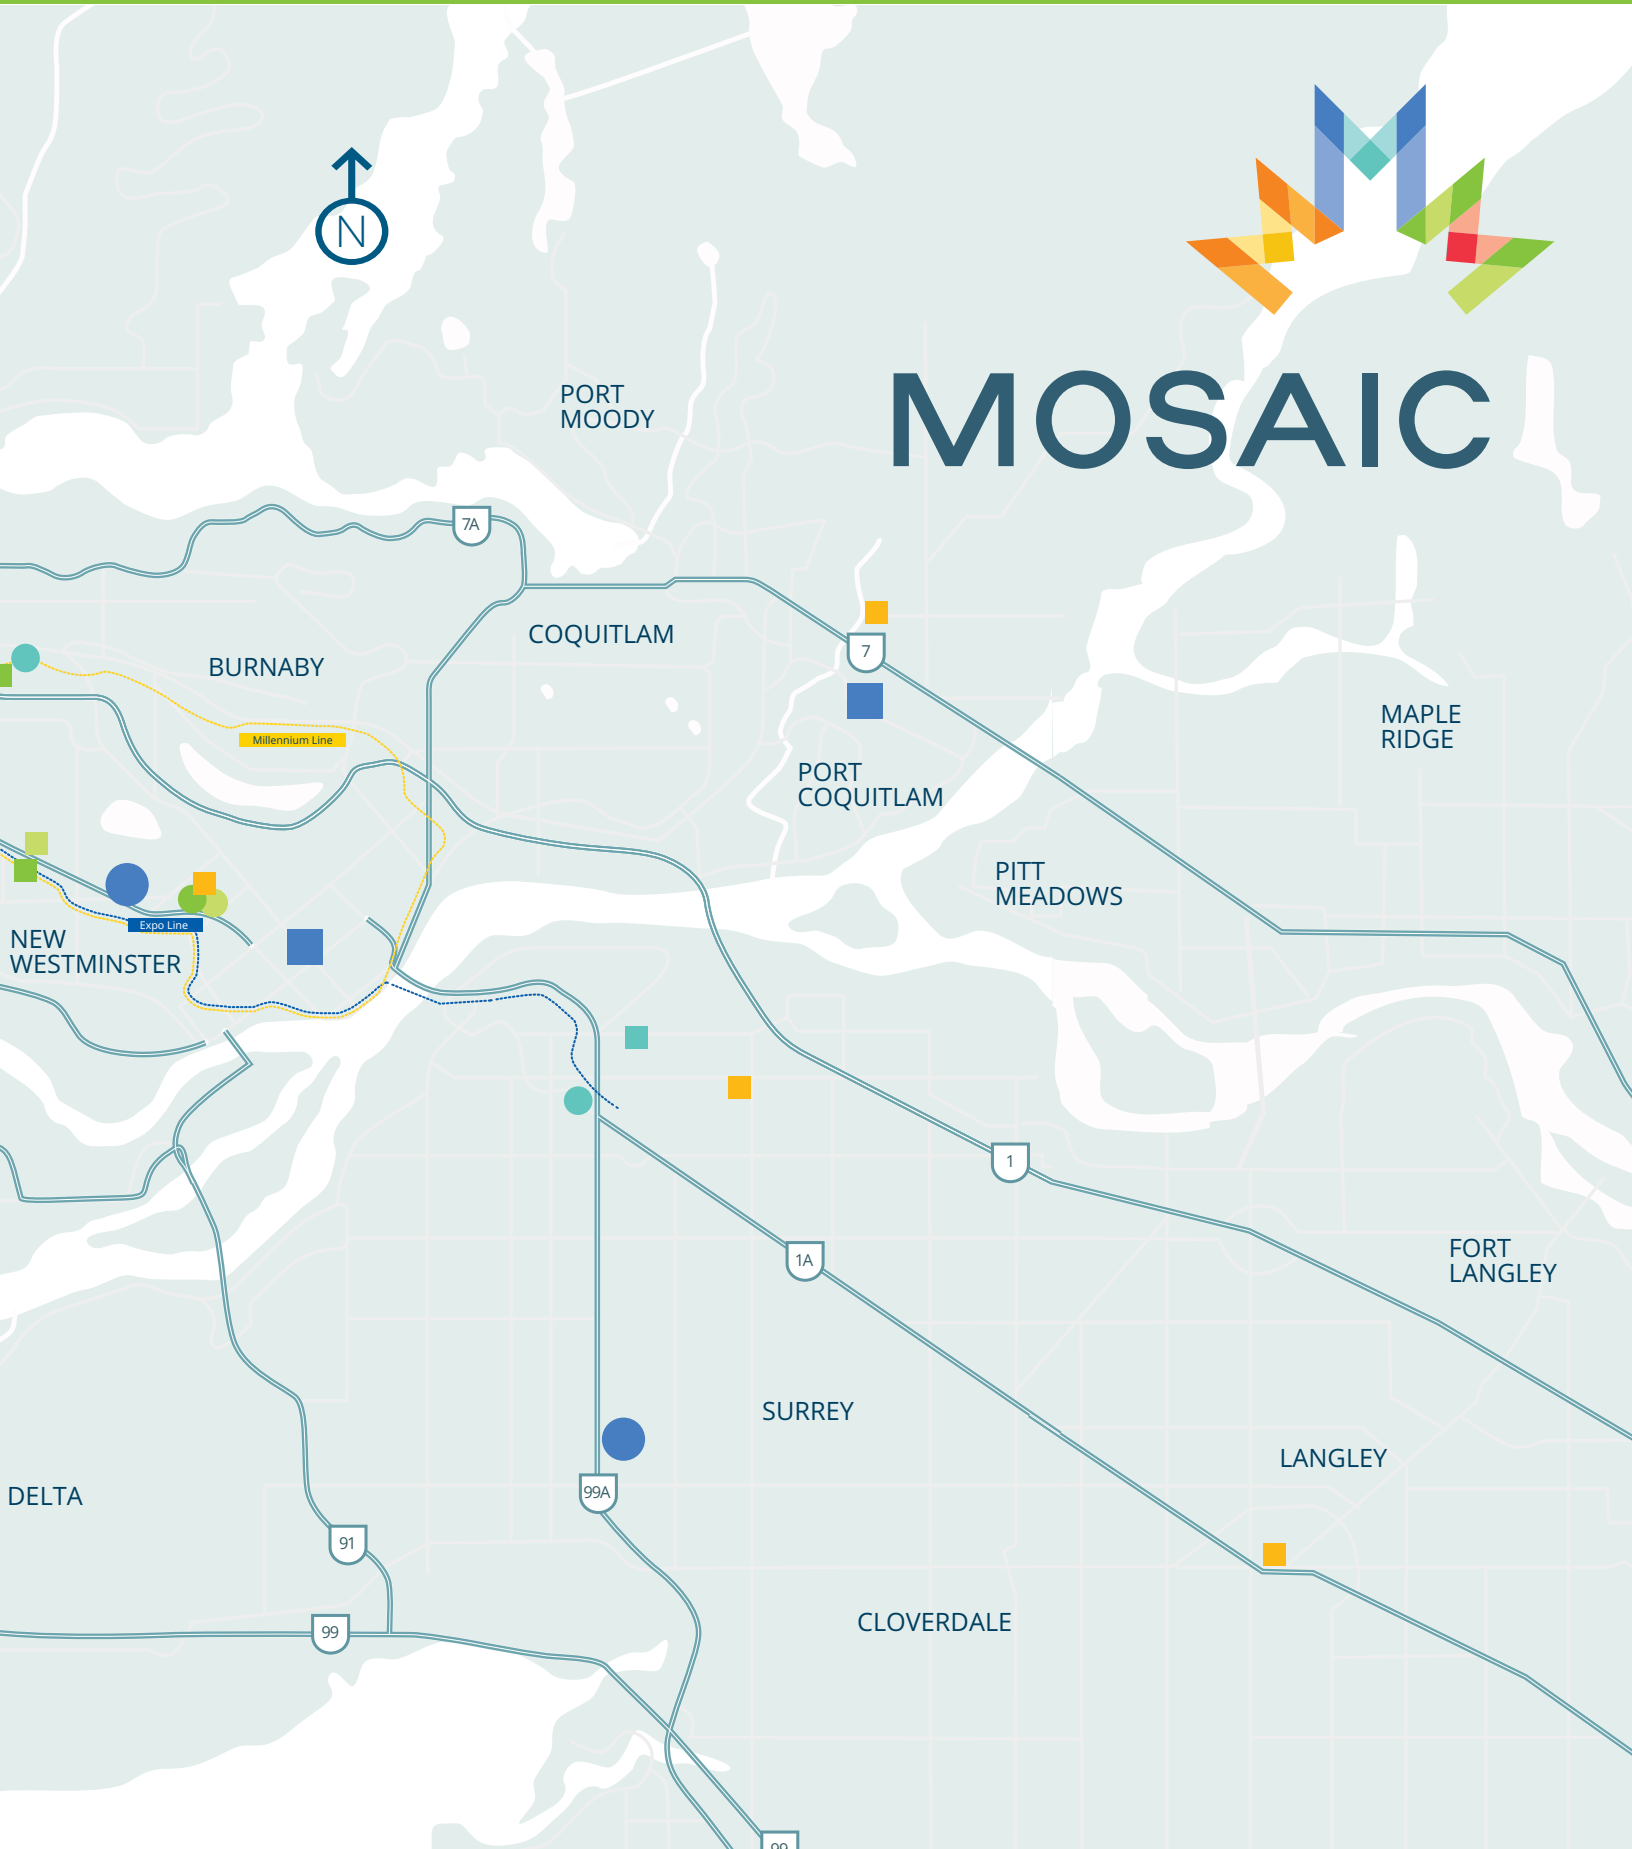 N
MOSAIC
PORT
MOODY
7A
COQUITLAM
7
BURNABY
MAPLE
RIDGE
Millennium Line
PORT
COQUITLAM
PITT
MEADOWS
Expo Line
NEW
WESTMINSTER
1
1A
FORT
LANGLEY
SURREY
LANGLEY
99A
DELTA
91
99
CLOVERDALE
99